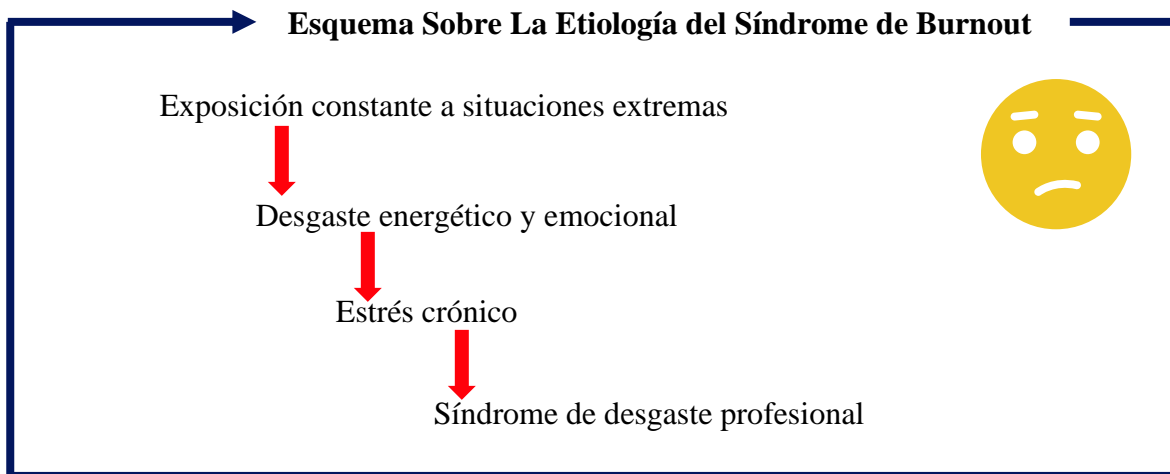 Esquema Sobre La Etiología del Síndrome de Burnout
Exposición constante a situaciones extremas
Desgaste energético y emocional
Estrés crónico
Síndrome de desgaste profesional